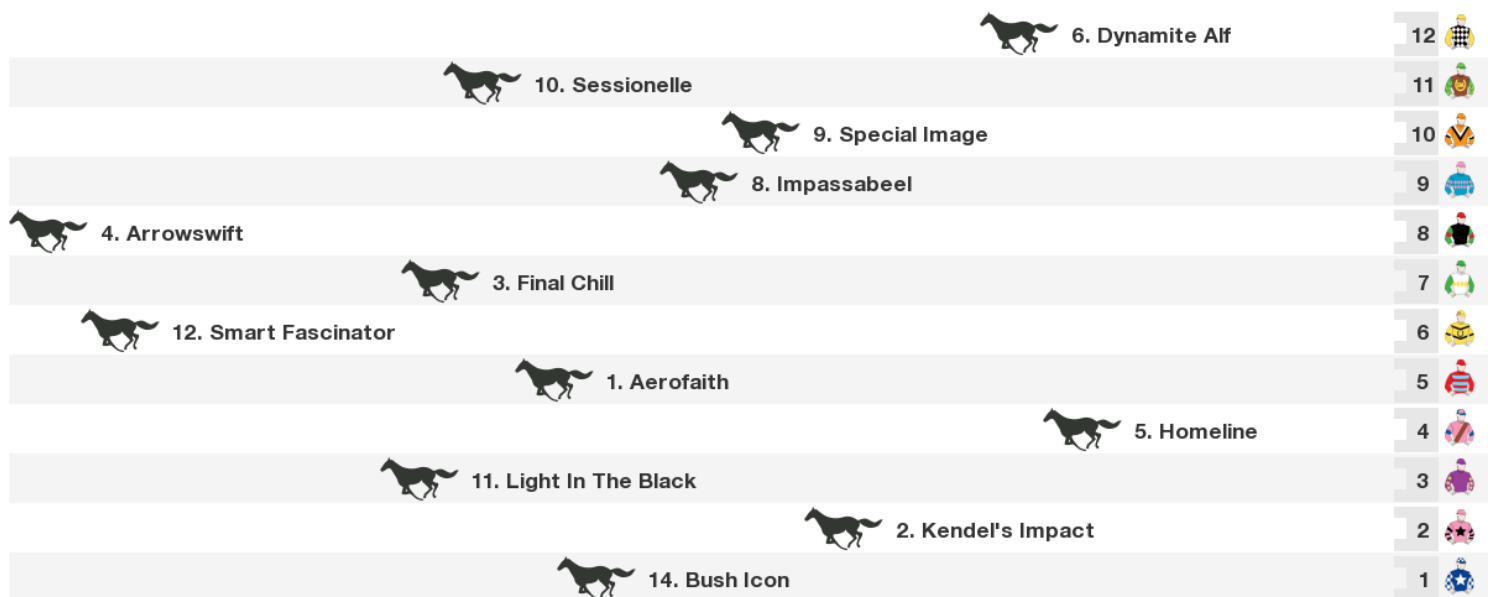 6. Dynamite Alf 12
10. Sessionelle 11
9. Special Image 10
8. Impassabeel 9
4. Arrowswift 8
3. Final Chill 7
12. Smart Fascinator 6
1. Aerofaith 5
5. Homeline 4
11. Light In The Black 3
2. Kendel's Impact 2
14. Bush Icon 1